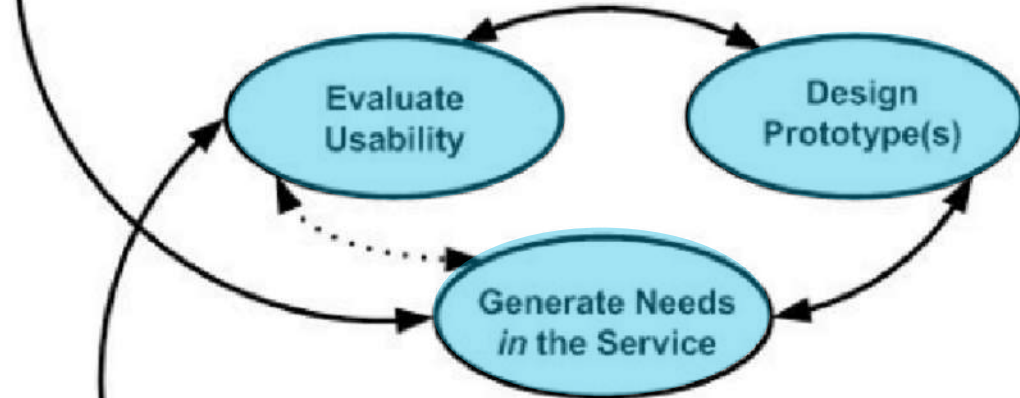 Evaluate
Usability
Design
Prototype(s)
Generate Needs
in the Service